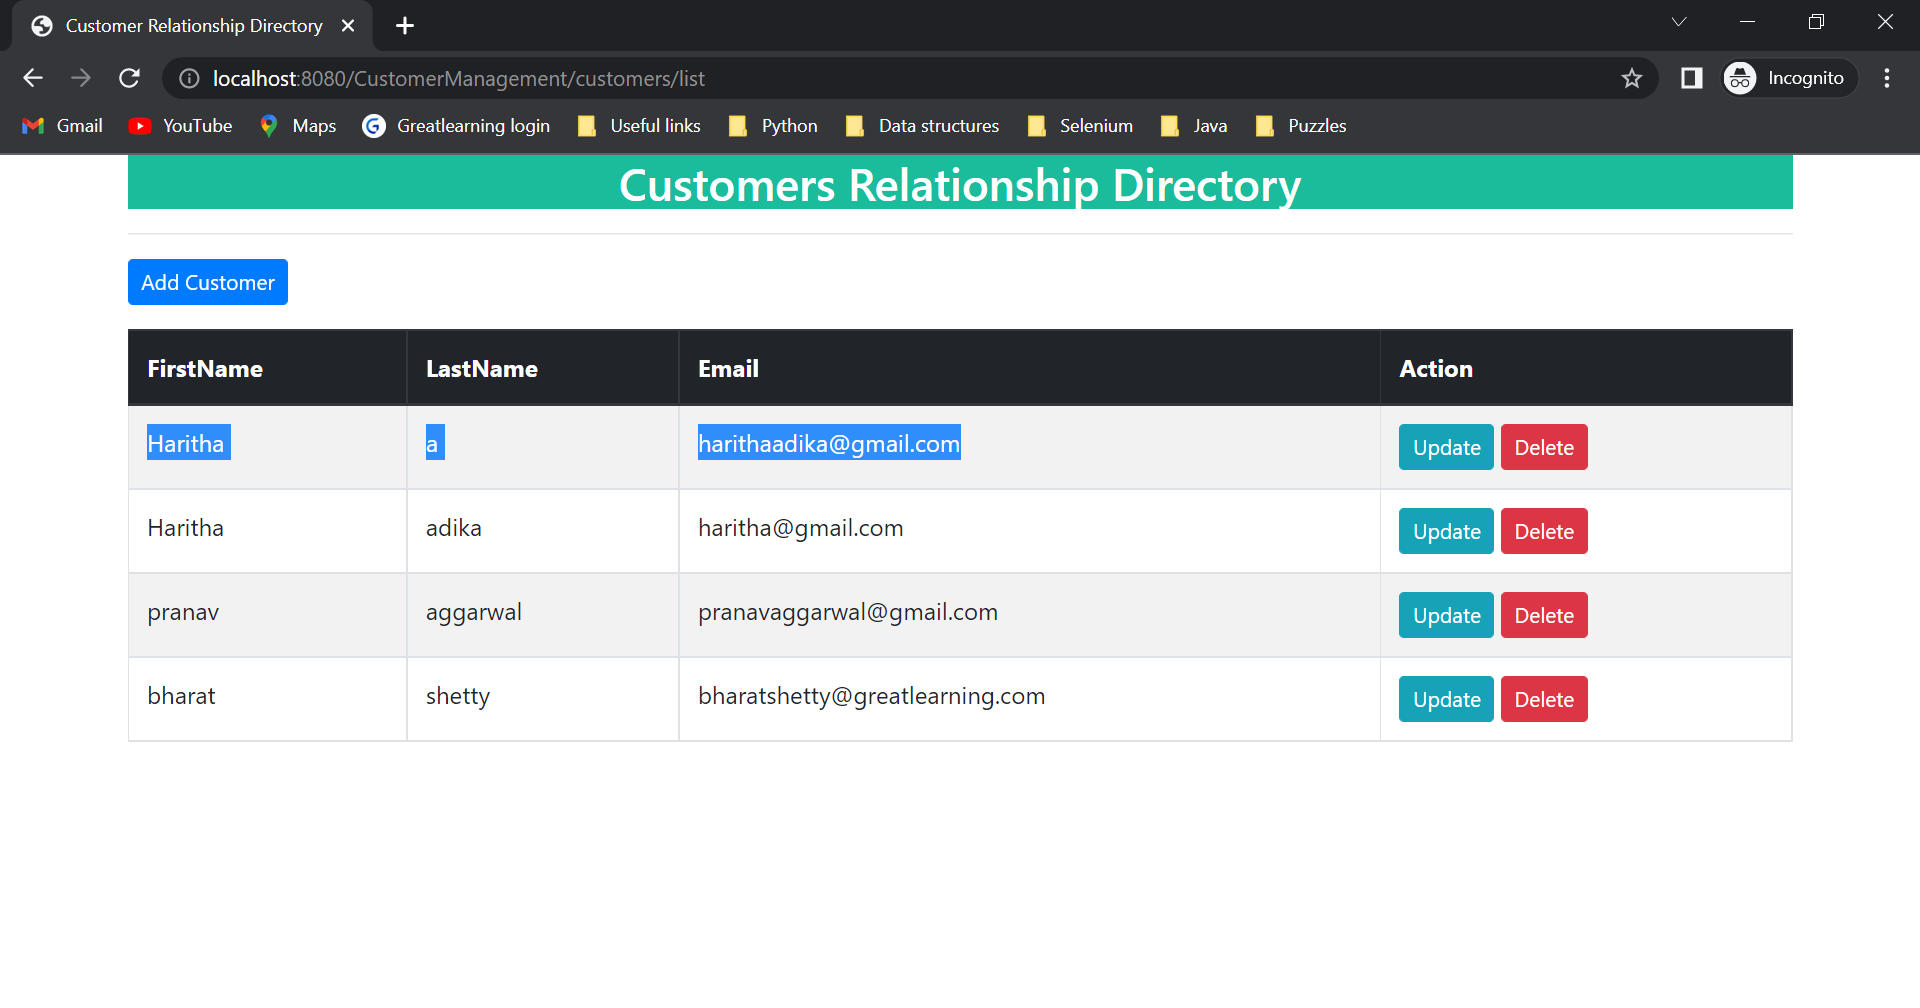 Customer Relationship Directory
localhost:8080/CustomerManagement/customers/list Incognito
Gmail YouTube Maps Greatlearning login Useful links Python Data structures Selenium Java Puzzles
Customers Relationship Directory
Add Customer
FirstName LastName Email Action
Haritha a harithaadika@gmail.com Update Delete
Haritha adika haritha@gmail.com Update Delete
pranav aggarwal pranavaggarwal@gmail.com Update Delete
bharat shetty bharatshetty@greatlearning.com Update Delete